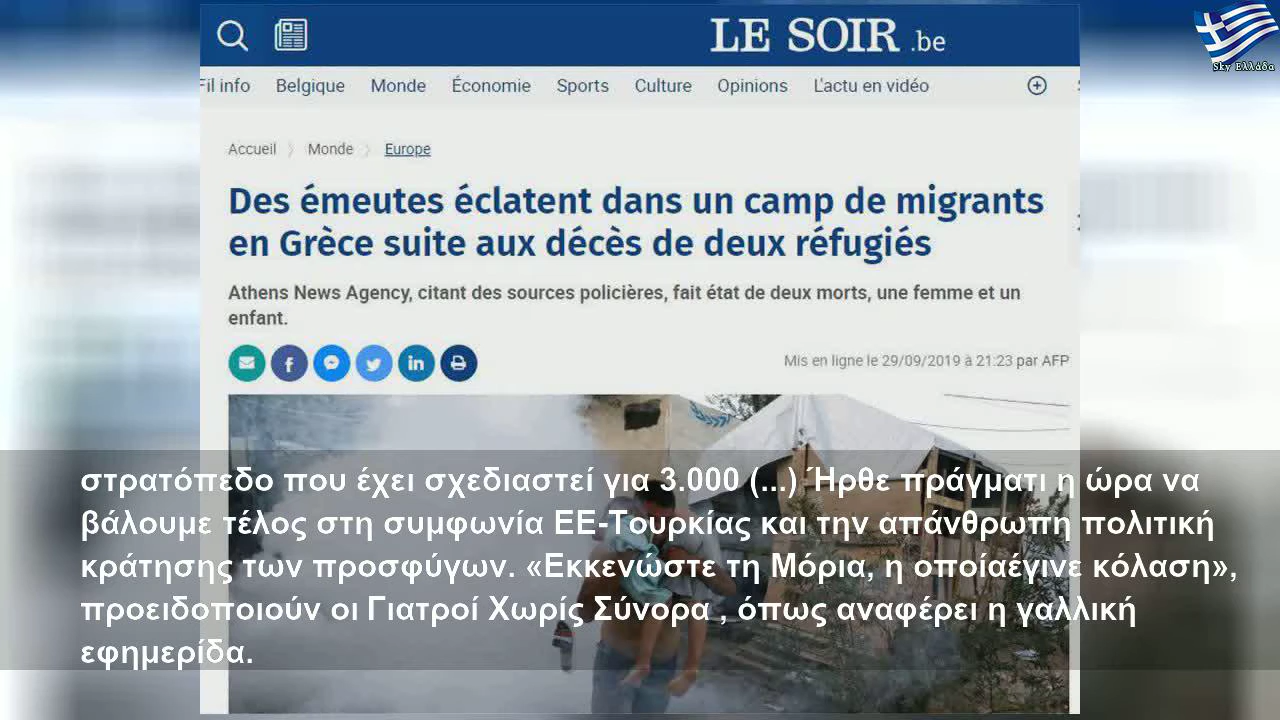 LE SOIR .be
Fil info Belgique Monde Économie Sports Culture Opinions L'actu en vidéo
Sky Ελλάδα
Accueil Monde Europe
Des émeutes éclatent dans un camp de migrants
en Grèce suite aux décès de deux réfugiés
Athens News Agency, citant des sources policières, fait état de deux morts, une femme et un
enfant.
Mis en ligne le 29/09/2019 à 21:23 par AFP
στρατόπεδο που έχει σχεδιαστεί για 3.000 (...) Ήρθε πράγματι η ώρα να
βάλουμε τέλος στη συμφωνία ΕΕ-Τουρκίας και την απάνθρωπη πολιτική
κράτησης των προσφύγων. «Εκκενώστε τη Μόρια, η οποίαέγινε κόλαση»,
προειδοποιούν οι Γιατροί Χωρίς Σύνορα , όπως αναφέρει η γαλλική
εφημερίδα.